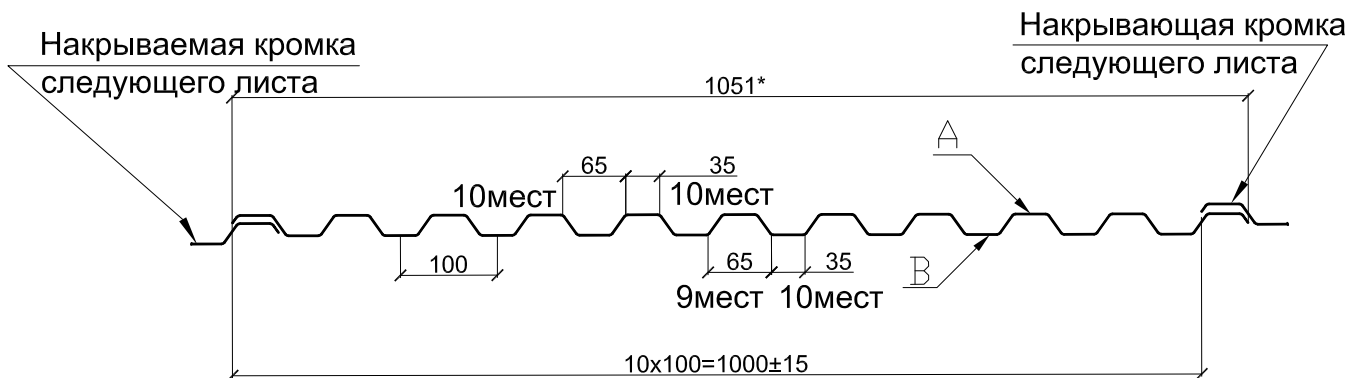 Накрываемая кромка
следующего листа
Накрывающая кромка
следующего листа
1051*
A
65
35
10мест
10мест
100
65
35
B
9мест
10мест
10х100=1000±15